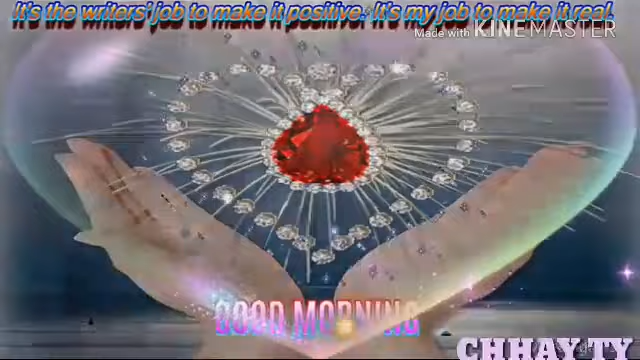 It's the writers' job to make it positive. It's my job to make it real.
Made with KINEMASTER
GOOD MORNING
CHHAY TV